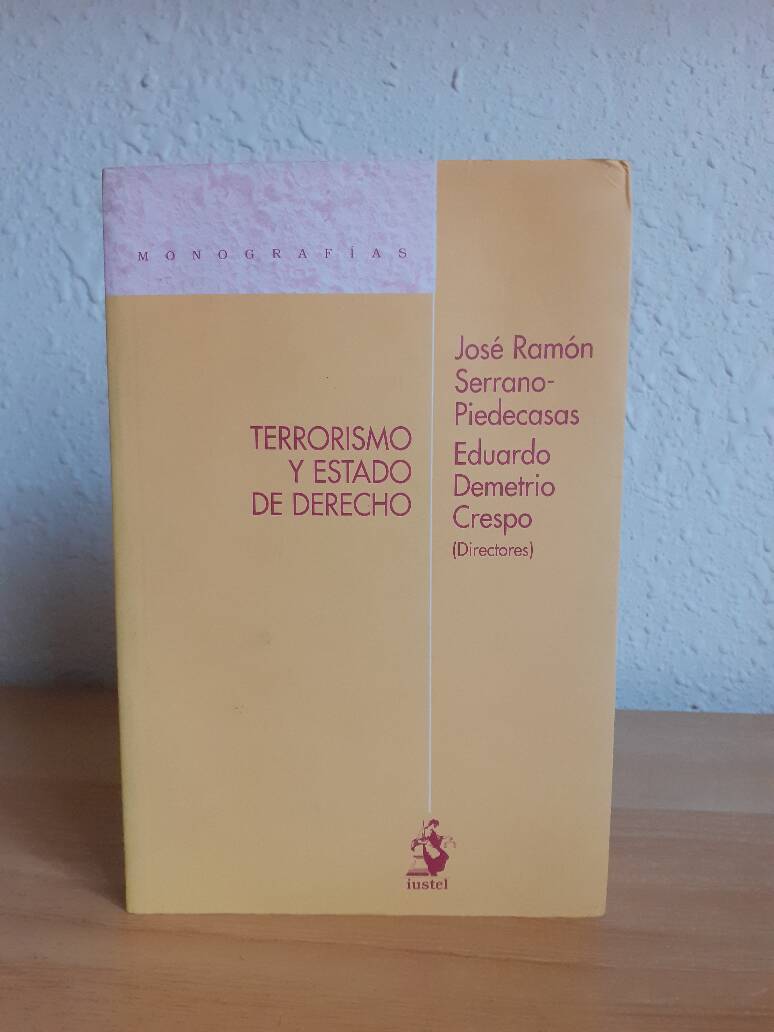 MONOGRAFÍAS
TERRORISMO
Y ESTADO
DE DERECHO
José Ramón
Serrano-
Piedecasas
Eduardo
Demetrio
Crespo
(Directores)
iustel